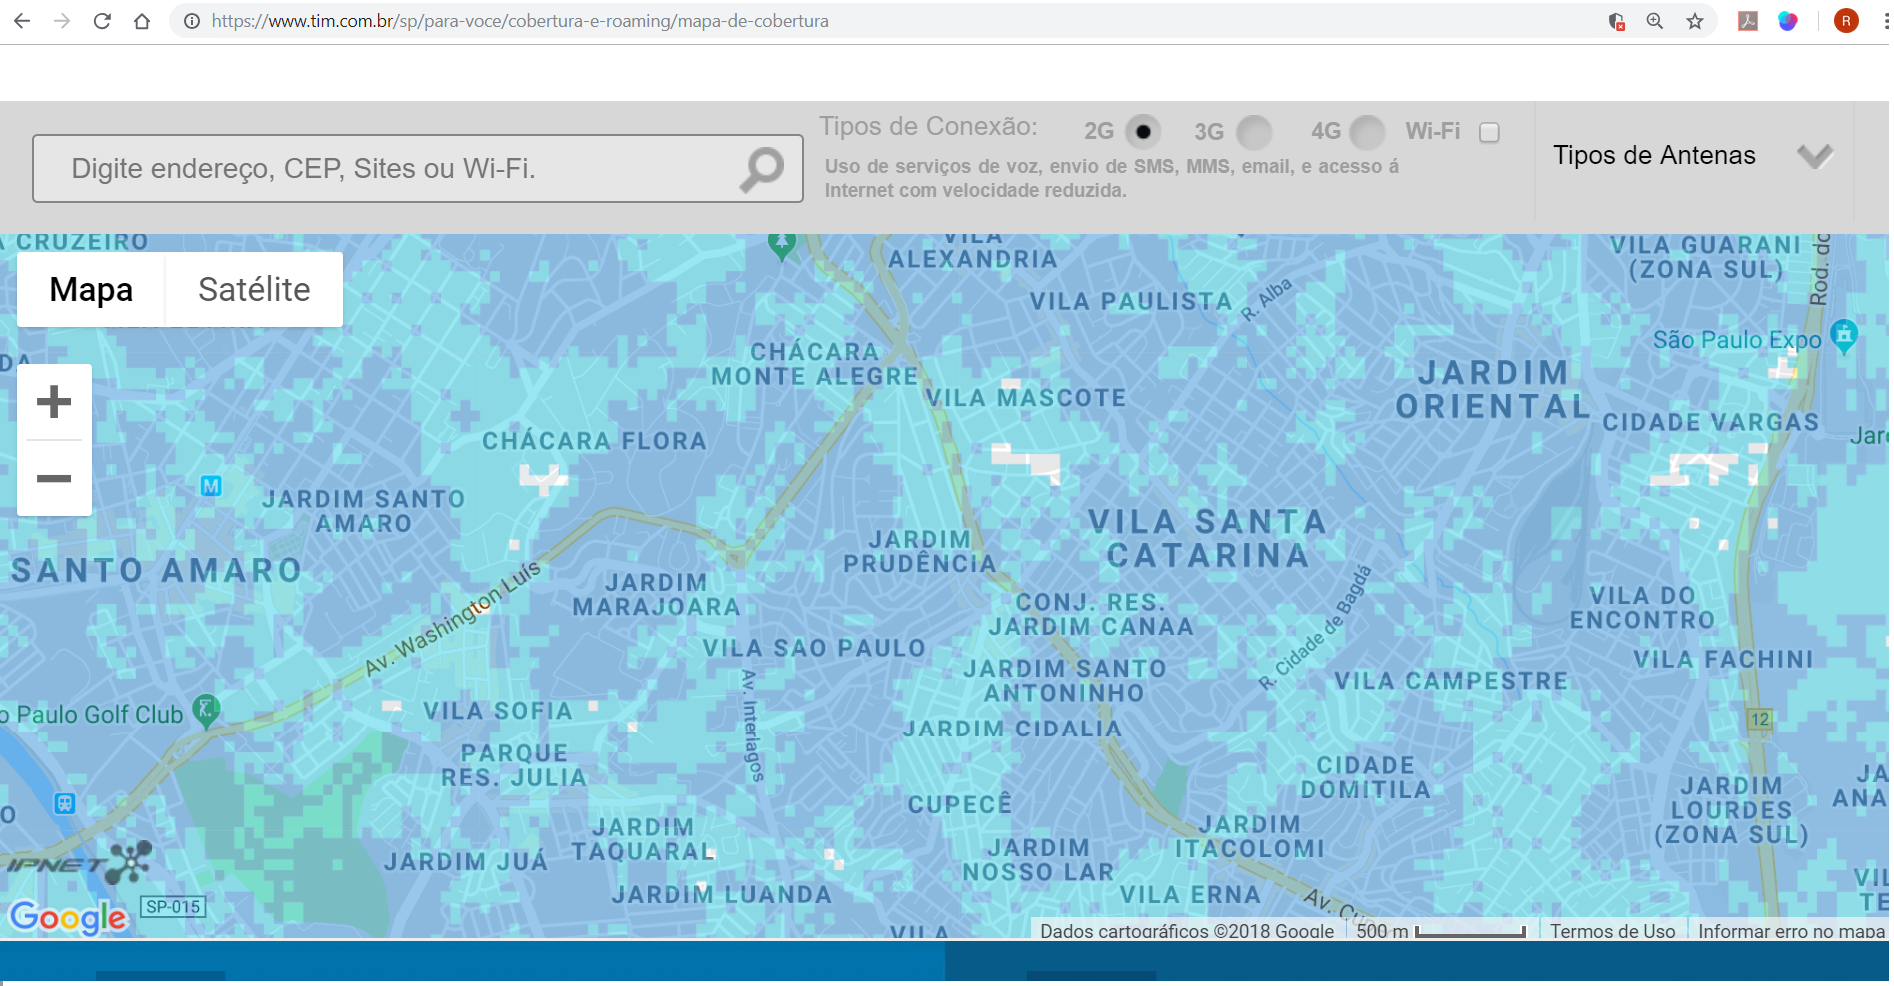 https://www.tim.com.br/sp/para-voce/cobertura-e-roaming/mapa-de-cobertura
R
Digite endereço, CEP, Sites ou Wi-Fi.
Tipos de Conexão: 2G 3G 4G Wi-Fi
Uso de serviços de voz, envio de SMS, MMS, email, e acesso á
Internet com velocidade reduzida.
Tipos de Antenas
CRUZEIRO
Mapa Satélite
VILA
ALEXANDRIA
VILA PAULISTA
R. Alba
VILA GUARANI
(ZONA SUL)
Rod. do
São Paulo Expo
CHÁCARA
MONTE ALEGRE
VILA MASCOTE
JARDIM
ORIENTAL
CIDADE VARGAS
DA
CHÁCARA FLORA
M
JARDIM SANTO
AMARO
SANTO AMARO
VILA SANTA
CATARINA
JARDIM
PRUDÊNCIA
JARDIM
MARAJOARA
Av. Washington Luís
CONJ. RES.
JARDIM CANAA
R. Cidade de Bagdá
VILA DO
ENCONTRO
VILA SAO PAULO
JARDIM SANTO
ANTONINHO
VILA CAMPESTRE
VILA FACHINI
o Paulo Golf Club
VILA SOFIA
Av. Interlagos
JARDIM CIDALIA
12
PARQUE
RES. JULIA
CIDADE
DOMITILA
JARDIM
LOURDES
(ZONA SUL)
JA
ANA
O
CUPECÊ
JARDIM
TAQUARAL
JARDIM
ITACOLOMI
JARDIM JUÁ
JARDIM
NOSSO LAR
JARDIM LUANDA
VILA ERNA
VIL
TE
IPNET
SP-015
Google
VILA
Av. Cu
Dados cartográficos ©2018 Google 500 m Termos de Uso Informar erro no mapa